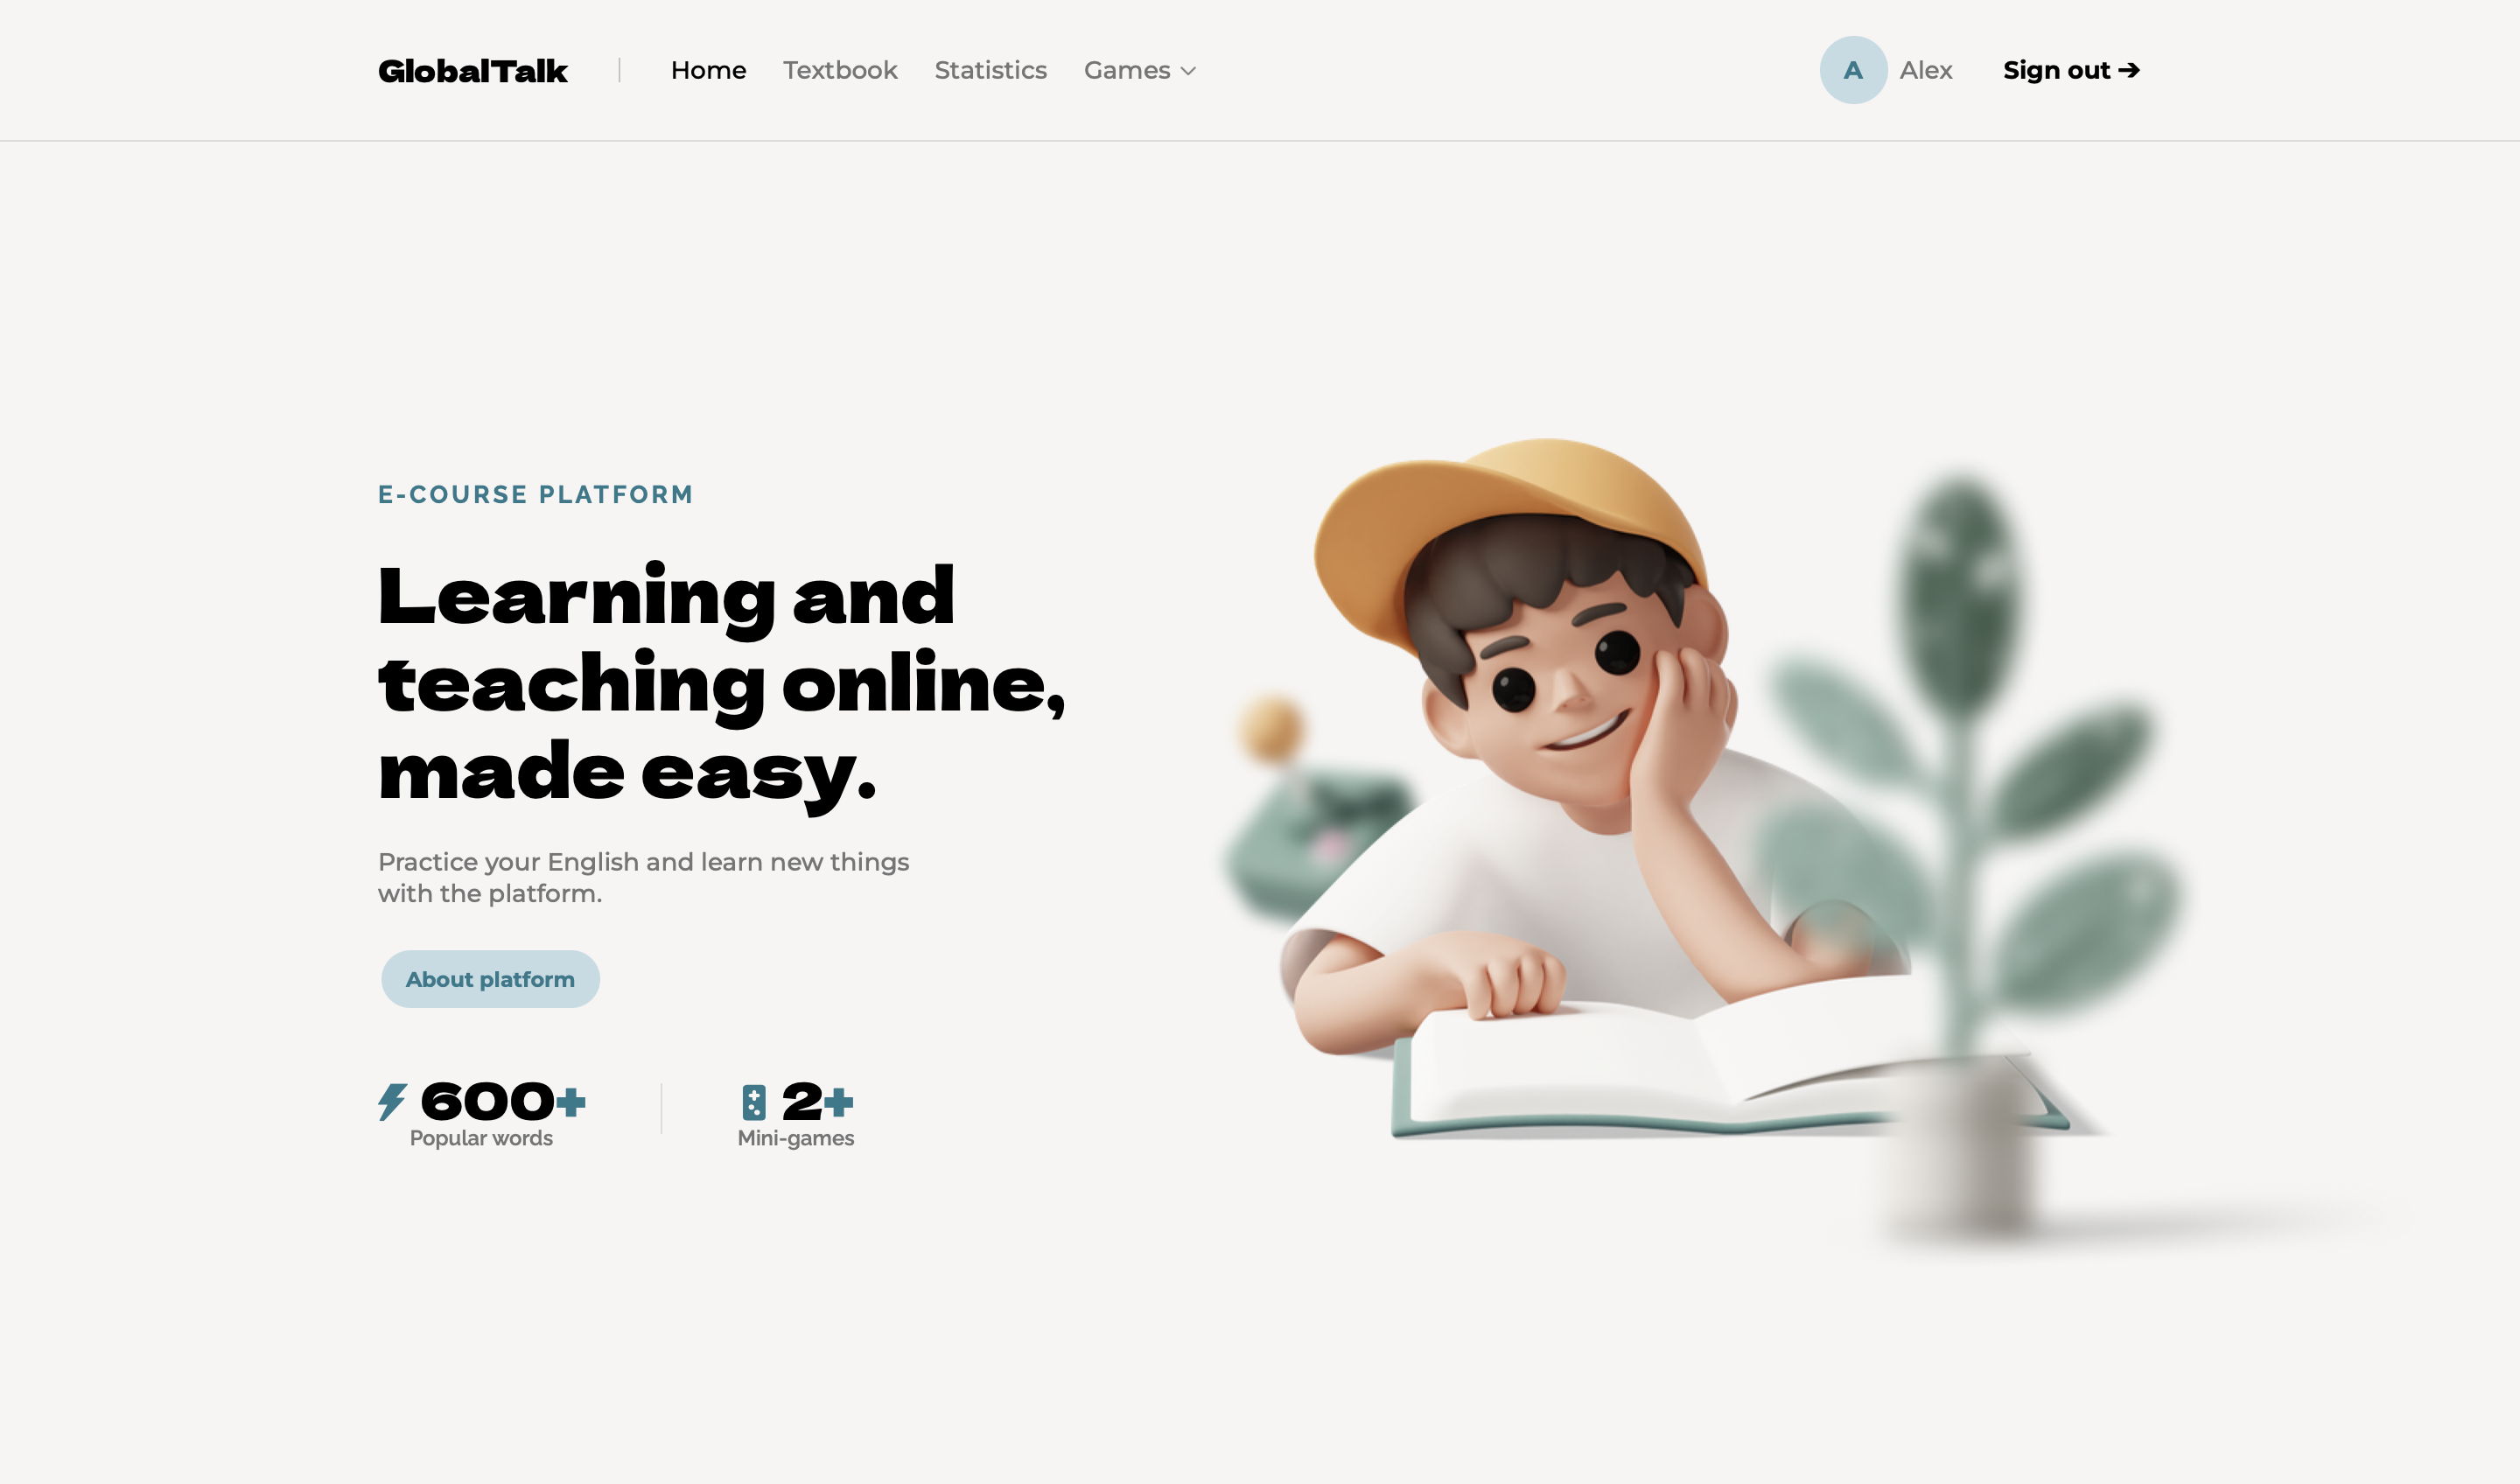 GlobalTalk
Home
Textbook
Statistics
Games
A
Alex
Sign out →
E-COURSE PLATFORM
Learning and
teaching online,
made easy.
Practice your English and learn new things
with the platform.
About platform
600+
Popular words
2+
Mini-games